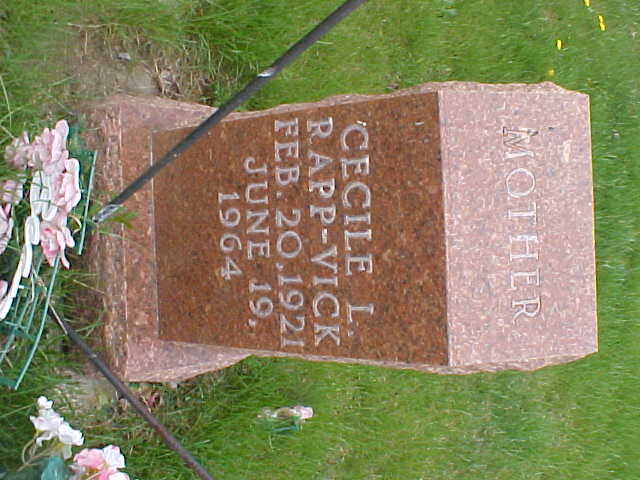 MOTHER
CECILE L.
RAPP-VICK
FEB. 20, 1921
JUNE 19,
1964